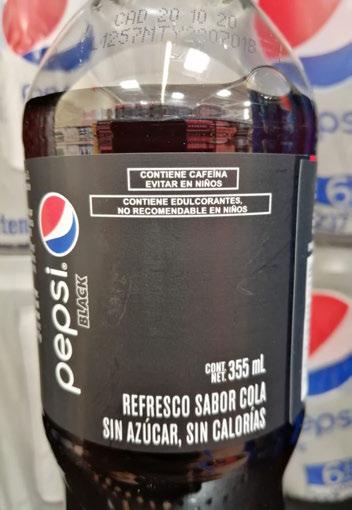 CAD 20 10 20
CONTIENE CAFEÍNA
EVITAR EN NIÑOS
CONTIENE EDULCORANTES,
NO RECOMENDABLE EN NIÑOS
pepsi.
BLACK
CONT.
NET. 355 mL
REFRESCO SABOR COLA
SIN AZÚCAR, SIN CALORÍAS